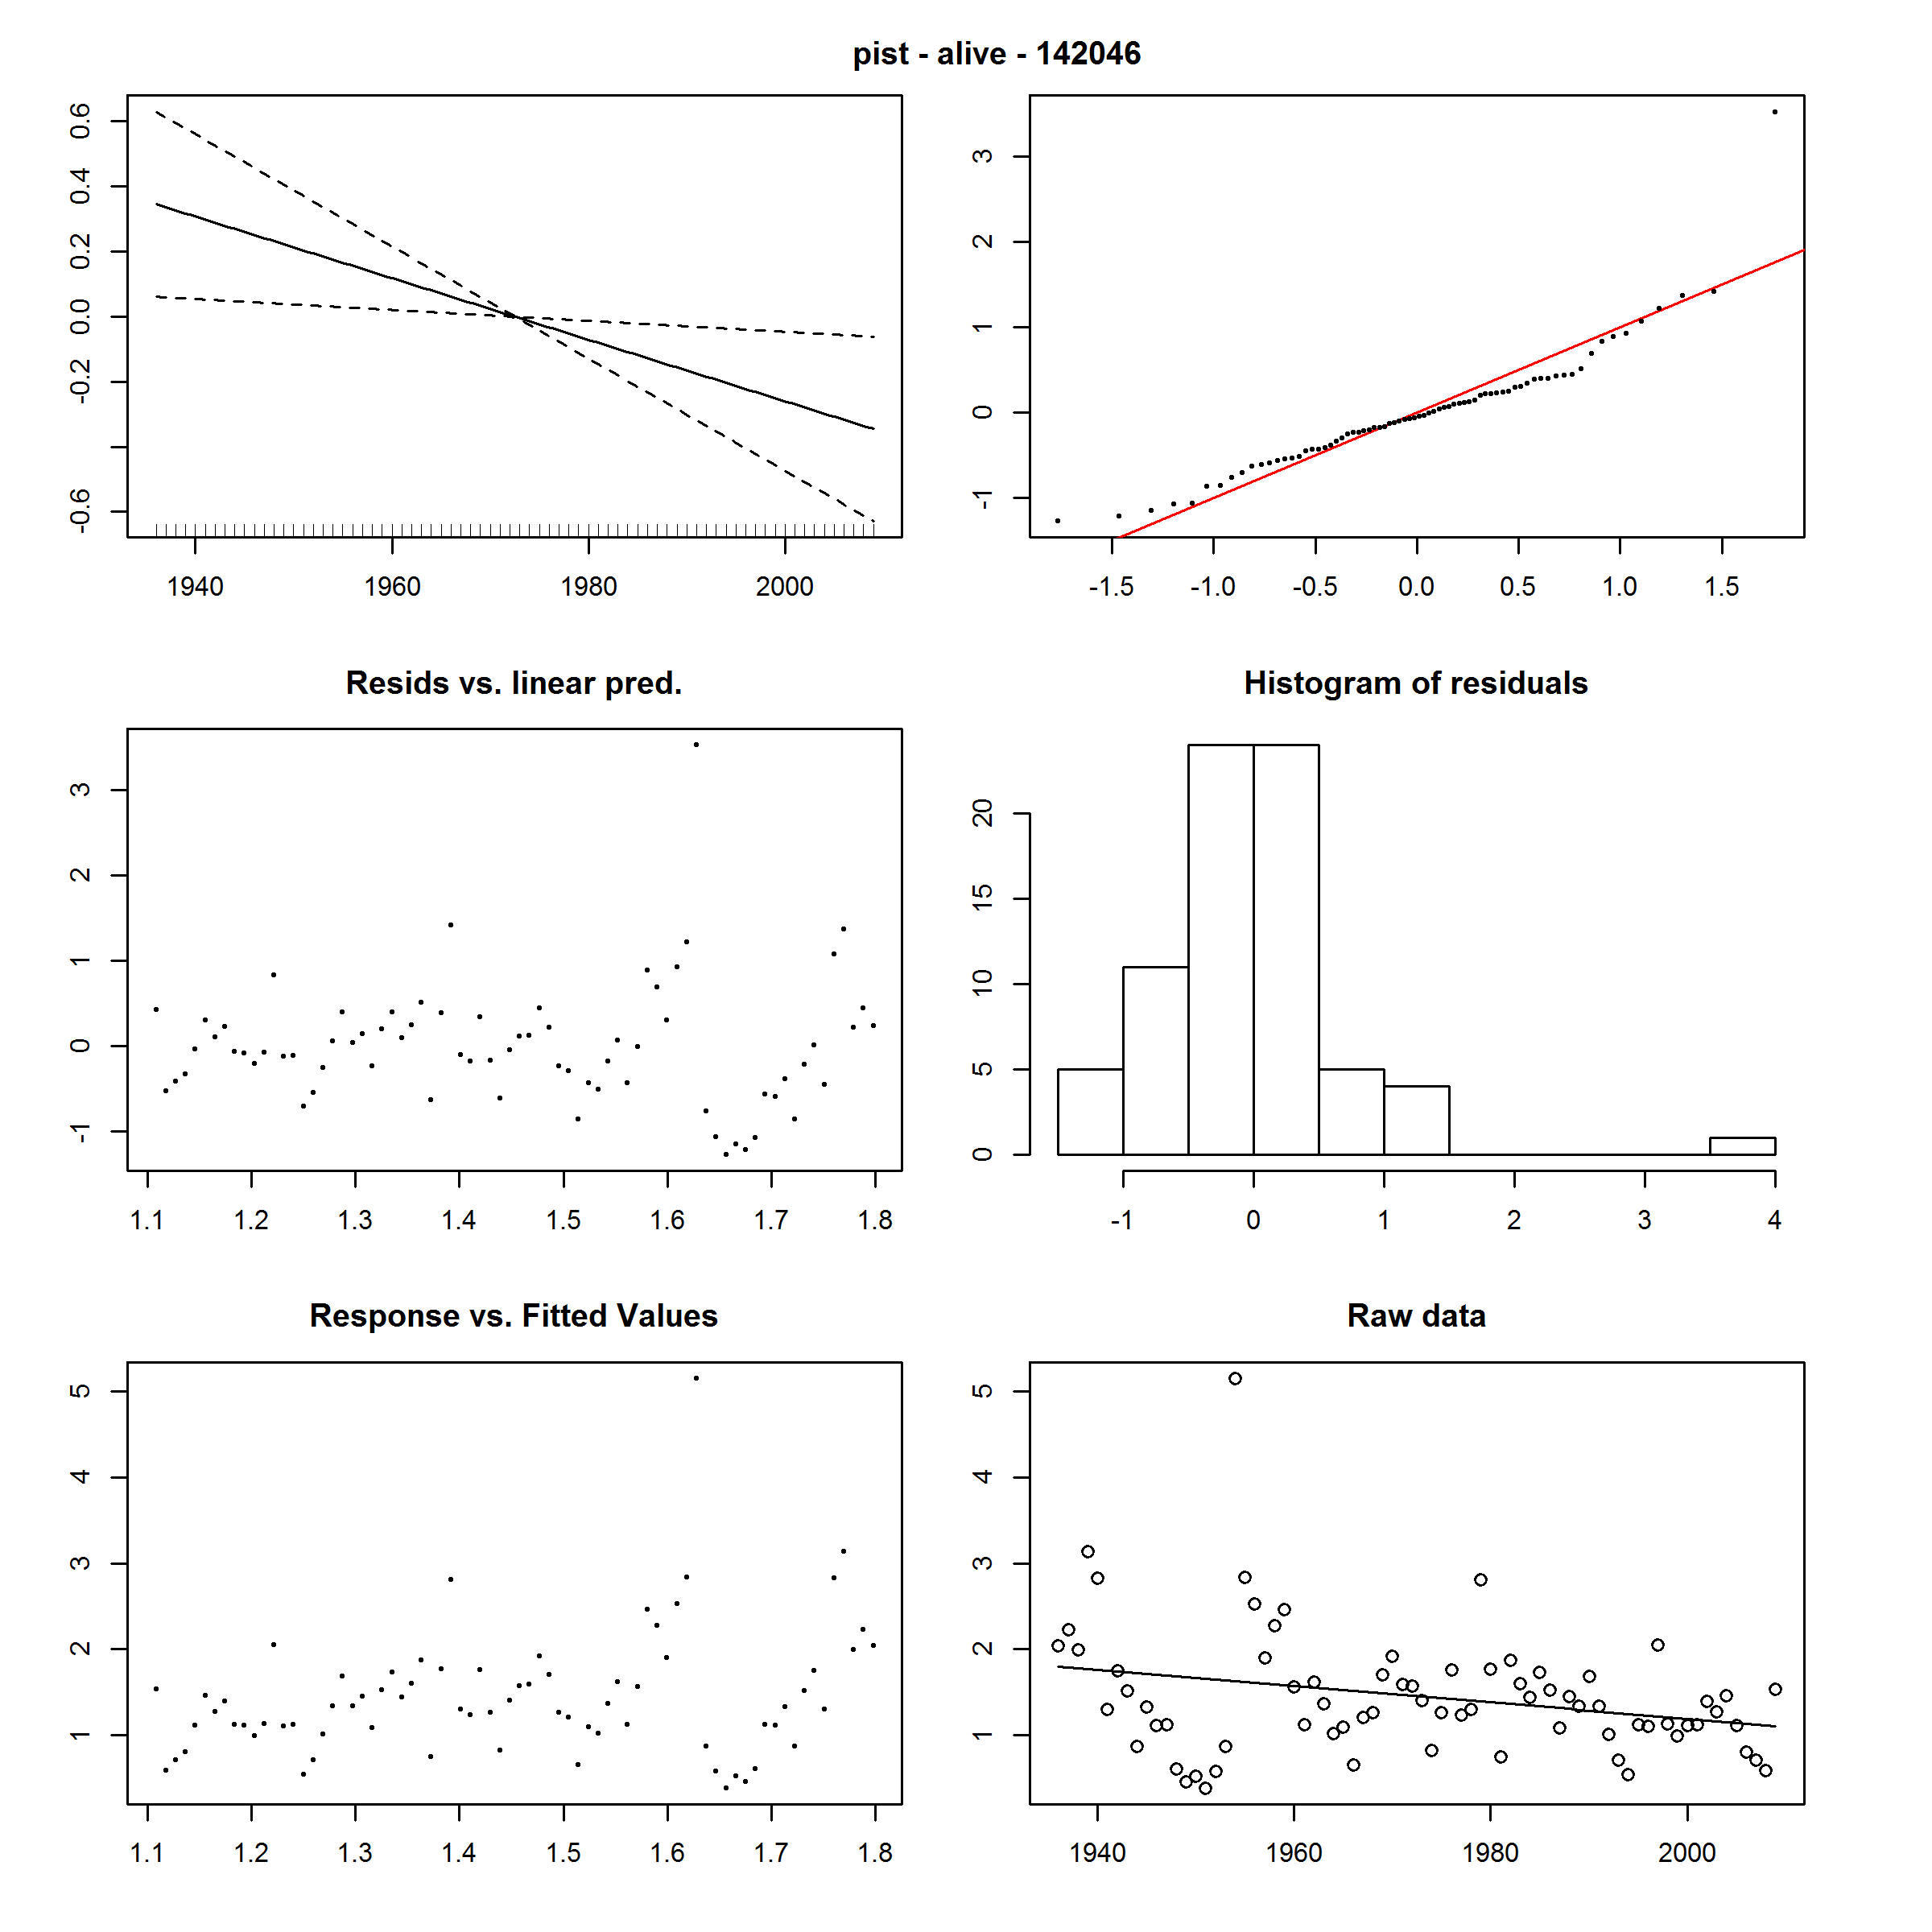 pist - alive - 142046
0.6
0.4
0.2
0.0
-0.2
-0.6
1940 1960 1980 2000
3
2
1
0
-1
-1.5 -1.0 -0.5 0.0 0.5 1.0 1.5
Resids vs. linear pred.
3
2
1
0
-1
1.1 1.2 1.3 1.4 1.5 1.6 1.7 1.8
Histogram of residuals
20
15
10
5
0
-1 0 1 2 3 4
Response vs. Fitted Values
5
4
3
2
1
1.1 1.2 1.3 1.4 1.5 1.6 1.7 1.8
Raw data
5
4
3
2
1
1940 1960 1980 2000